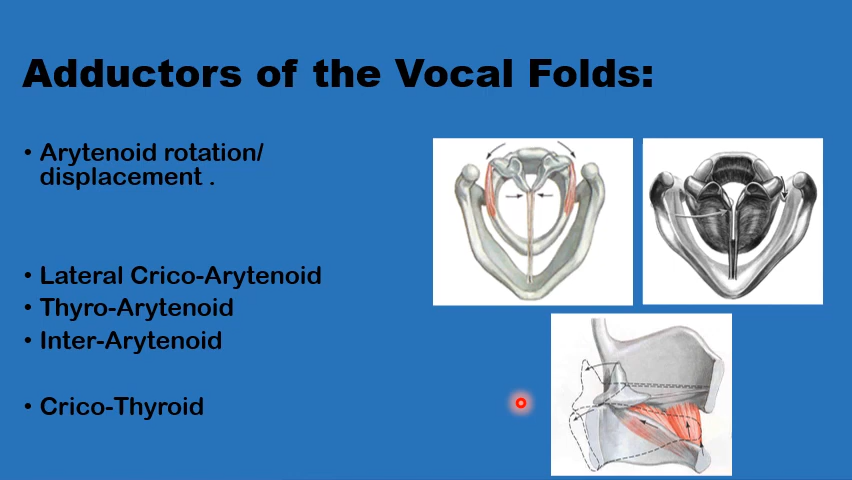 Adductors of the Vocal Folds:
• Arytenoid rotation/
displacement .
• Lateral Crico-Arytenoid
• Thyro-Arytenoid
• Inter-Arytenoid
• Crico-Thyroid